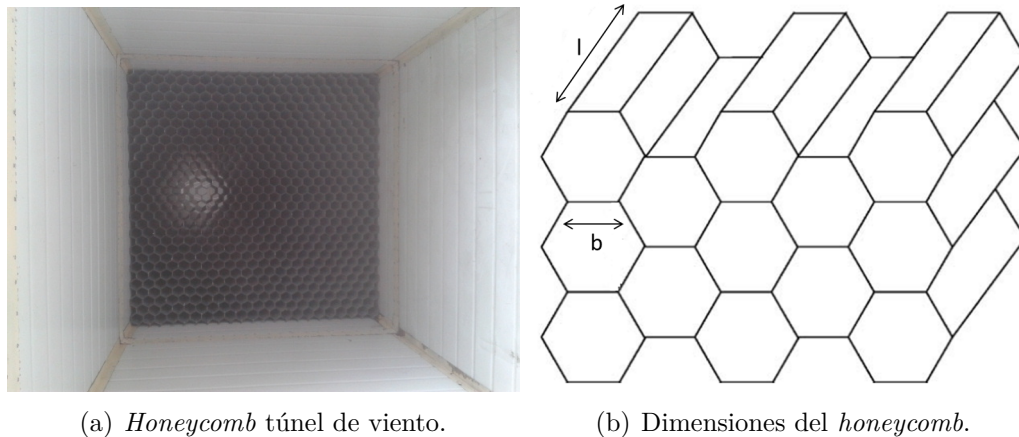 l
b
(a) Honeycomb túnel de viento.
(b) Dimensiones del honeycomb.